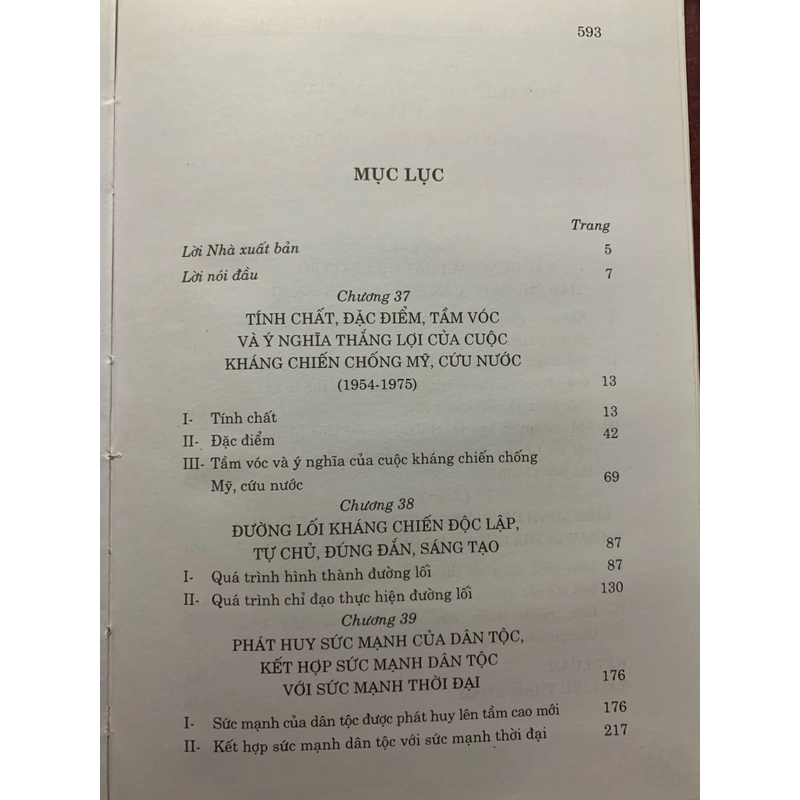 593
MỤC LỤC
Trang
Lời Nhà xuất bản 5
Lời nói đầu 7
Chương 37
TÍNH CHẤT, ĐẶC ĐIỂM, TẦM VÓC
VÀ Ý NGHĨA THẮNG LỢI CỦA CUỘC
KHÁNG CHIẾN CHỐNG MỸ, CỨU NƯỚC
(1954-1975) 13
I- Tính chất 13
II- Đặc điểm 42
III- Tầm vóc và ý nghĩa của cuộc kháng chiến chống
Mỹ, cứu nước 69
Chương 38
ĐƯỜNG LỐI KHÁNG CHIẾN ĐỘC LẬP,
TỰ CHỦ, ĐÚNG ĐẮN, SÁNG TẠO 87
I- Quá trình hình thành đường lối 87
II- Quá trình chỉ đạo thực hiện đường lối 130
Chương 39
PHÁT HUY SỨC MẠNH CỦA DÂN TỘC,
KẾT HỢP SỨC MẠNH DÂN TỘC
VỚI SỨC MẠNH THỜI ĐẠI 176
I- Sức mạnh của dân tộc được phát huy lên tầm cao mới 176
II- Kết hợp sức mạnh dân tộc với sức mạnh thời đại 217